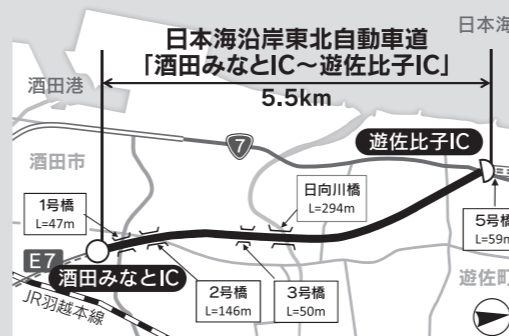 日本海沿岸東北自動車道
「酒田みなとIC～遊佐比子IC」
5.5km
日本海
酒田港
7
遊佐比子IC
酒田市
1号橋
L=47m
日向川橋
L=294m
5号橋
L=59m
E7
酒田みなとIC
2号橋
L=146m
3号橋
L=50m
遊佐町
JR羽越本線